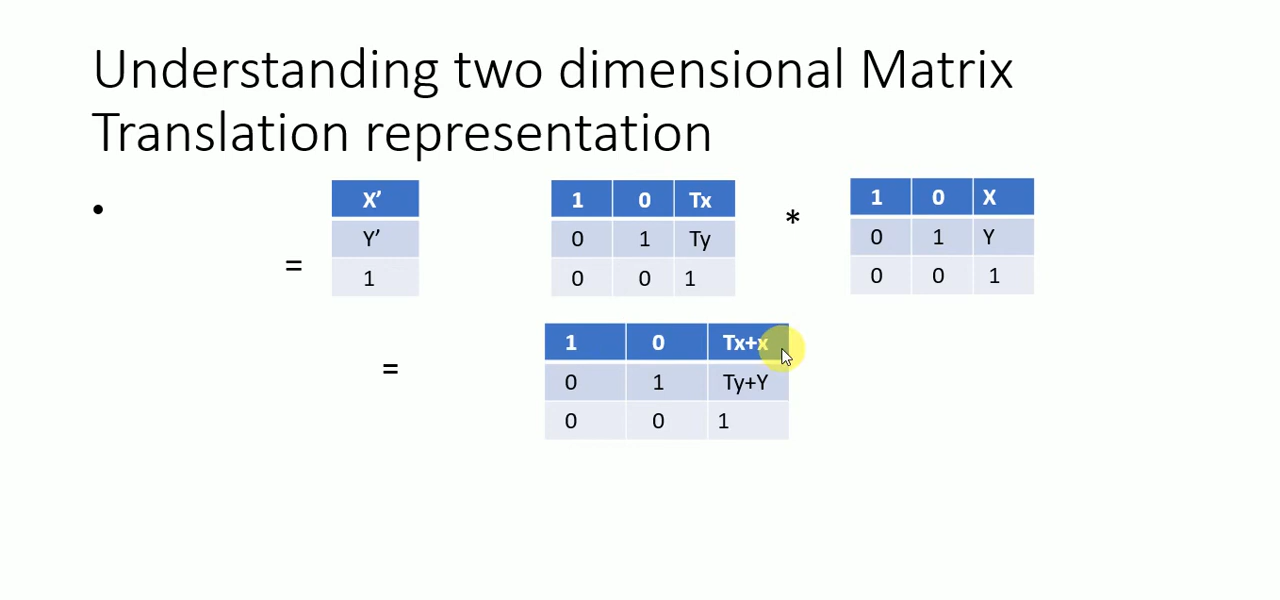 Understanding two dimensional Matrix
Translation representation
•
X’ 1 0 Tx * 1 0 X
= Y’ 0 1 Ty 0 1 Y
1 0 0 1 0 0 1
= 1 0 Tx+x
0 1 Ty+Y
0 0 1